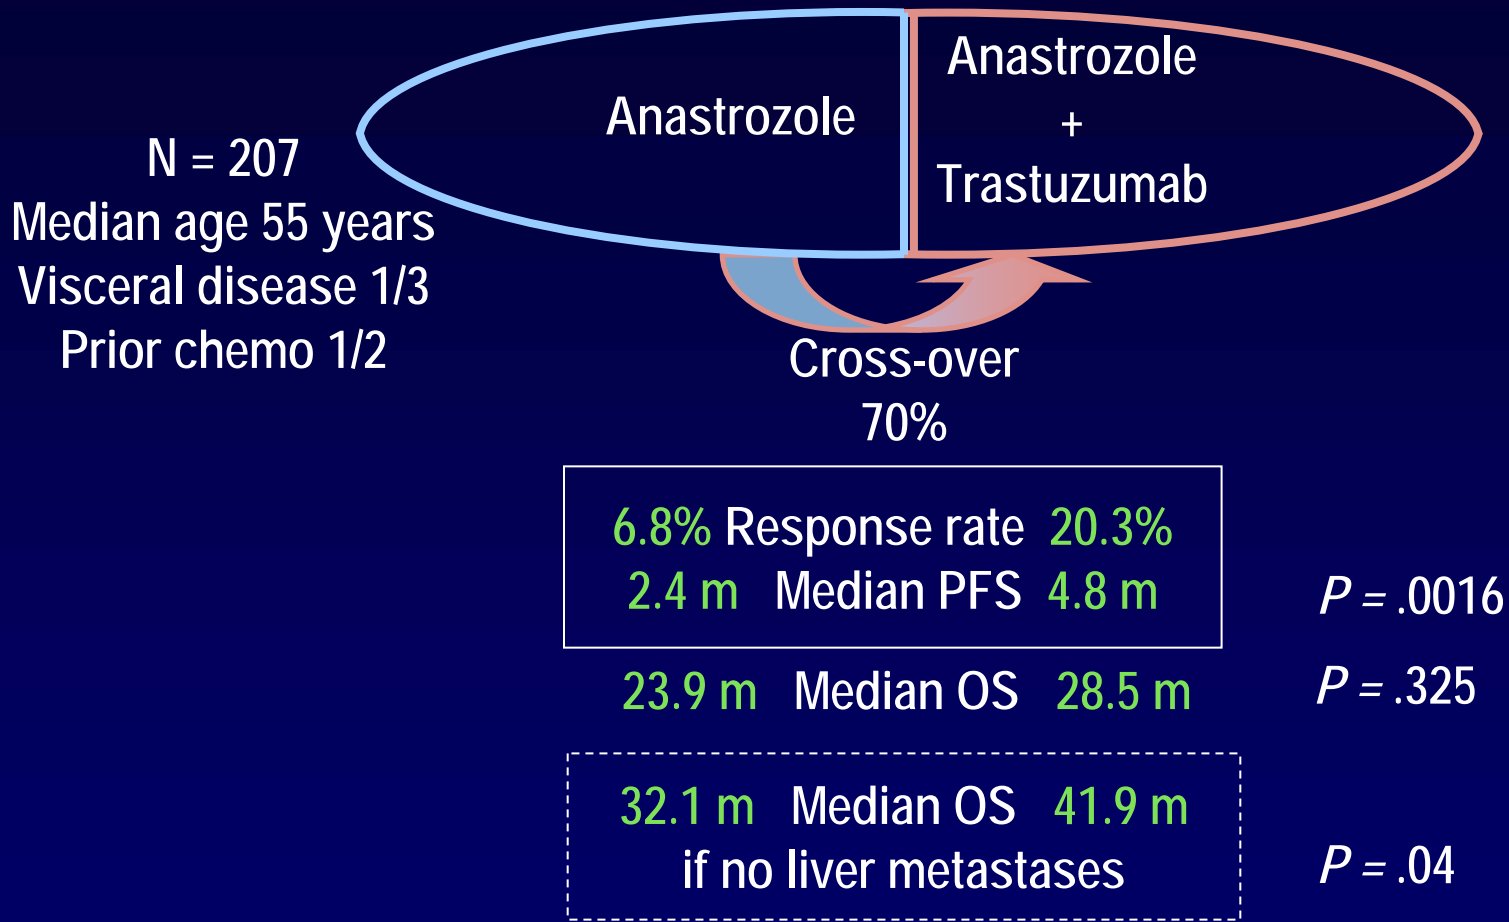 N = 207
Median age 55 years
Visceral disease 1/3
Prior chemo 1/2
Anastrozole
Anastrozole
+
Trastuzumab
Cross-over
70%
6.8% Response rate 20.3%
2.4 m Median PFS 4.8 m
P = .0016
23.9 m Median OS 28.5 m
P = .325
32.1 m Median OS 41.9 m
if no liver metastases
P = .04